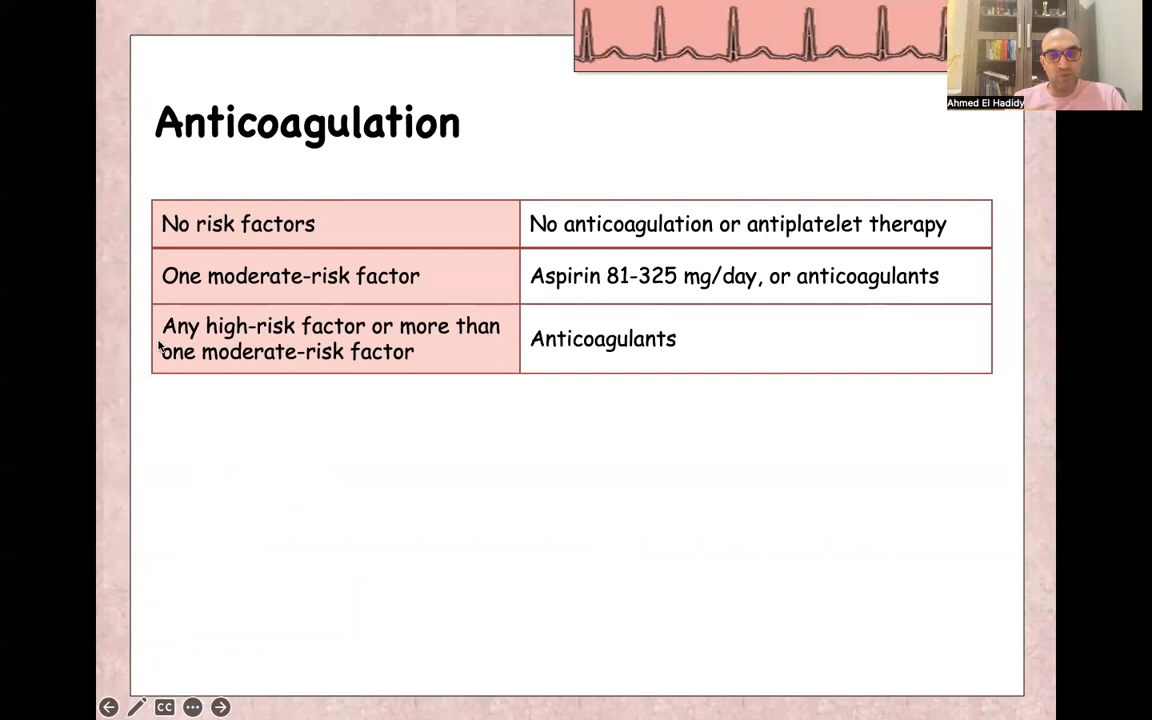 Ahmed El Hadidy
Anticoagulation
No risk factors
No anticoagulation or antiplatelet therapy
One moderate-risk factor
Aspirin 81-325 mg/day, or anticoagulants
Any high-risk factor or more than
one moderate-risk factor
Anticoagulants
CC